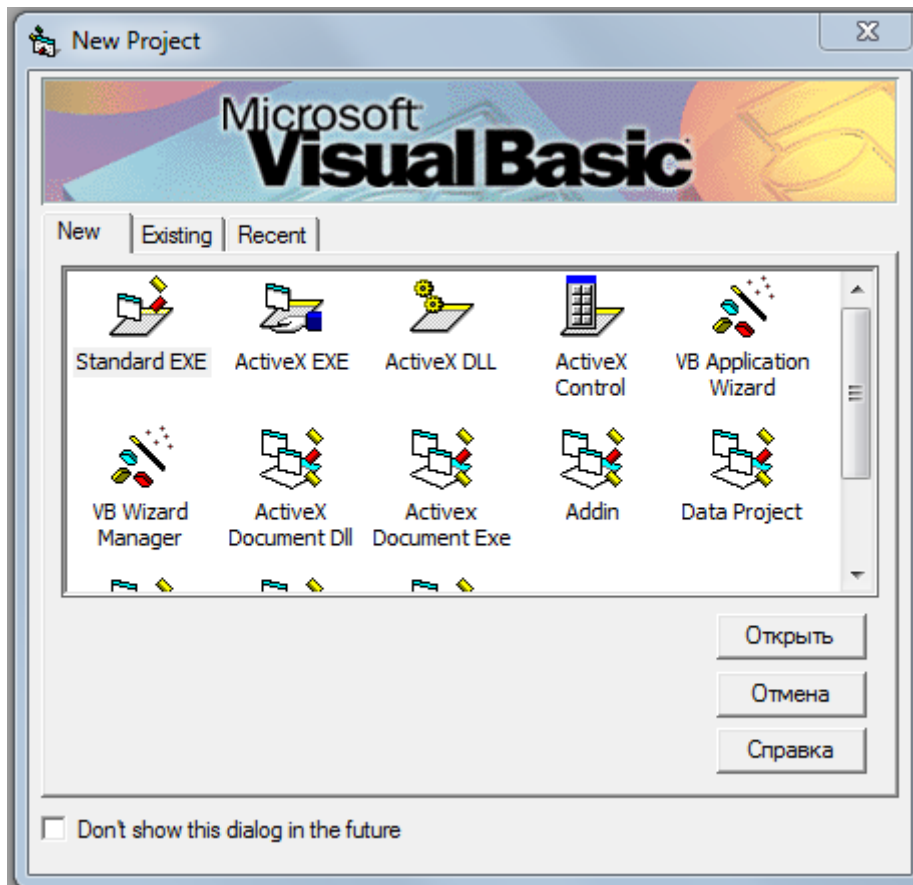 New Project
Microsoft
Visual Basic
New Existing Recent
Standard EXE ActiveX EXE ActiveX DLL ActiveX Control VB Application Wizard
VB Wizard Manager ActiveX Document Dll Activex Document Exe Addin Data Project
Открыть
Отмена
Справка
Don't show this dialog in the future